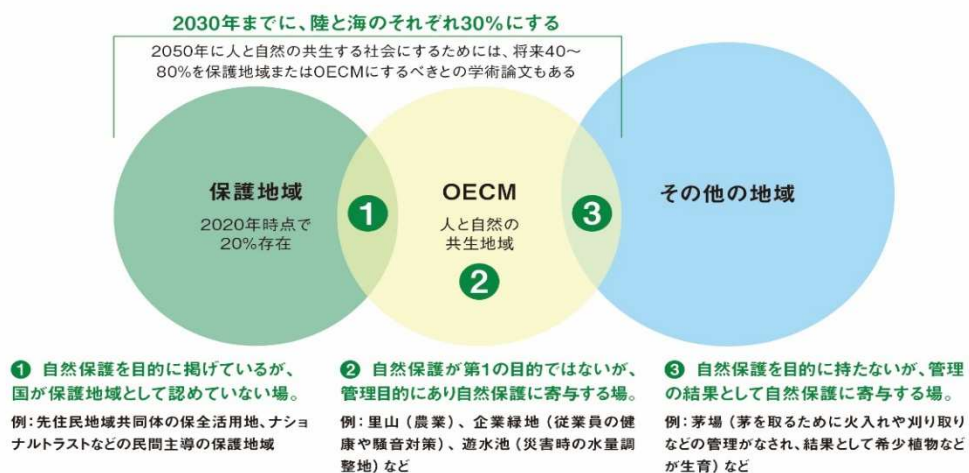 2030年までに、陸と海のそれぞれ30%にする
2050年に人と自然の共生する社会にするためには、将来40〜
80%を保護地域またはOECMにするべきとの学術論文もある
保護地域
2020年時点で
20%存在
1
OECM
人と自然の
共生地域
2
3
その他の地域
1 自然保護を目的に掲げているが、
国が保護地域として認めていない場。
例:先住民地域共同体の保全活用地、ナショ
ナルトラストなどの民間主導の保護地域
2 自然保護が第1の目的ではないが、
管理目的にあり自然保護に寄与する場。
例:里山(農業)、企業緑地(従業員の健
康や騒音対策)、遊水池(災害時の水量調
整地)など
3 自然保護を目的に持たないが、管理
の結果として自然保護に寄与する場。
例:茅場(茅を取るために火入れや刈り取り
などの管理がなされ、結果として希少植物など
が生育)など